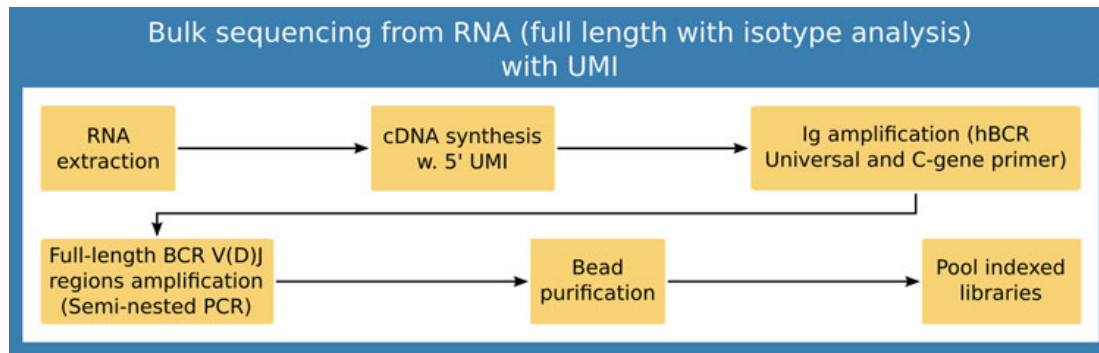 Bulk sequencing from RNA (full length with isotype analysis)
with UMI
RNA
extraction
cDNA synthesis
w. 5' UMI
Ig amplification (hBCR
Universal and C-gene primer)
Full-length BCR V(D)J
regions amplification
(Semi-nested PCR)
Bead
purification
Pool indexed
libraries